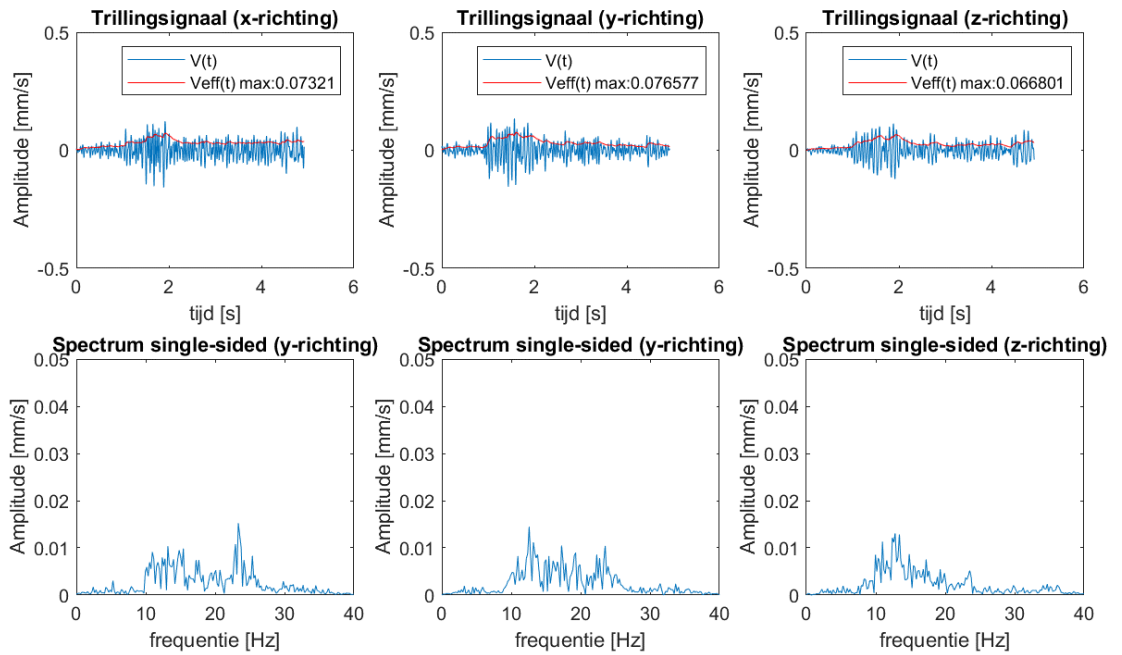 Trillingsignaal (x-richting)
0.5
0
-0.5
Amplitude [mm/s]
V(t)
Veff(t) max:0.07321
0 2 4 6
tijd [s]
Trillingsignaal (y-richting)
0.5
0
-0.5
Amplitude [mm/s]
V(t)
Veff(t) max:0.076577
0 2 4 6
tijd [s]
Trillingsignaal (z-richting)
0.5
0
-0.5
Amplitude [mm/s]
V(t)
Veff(t) max:0.066801
0 2 4 6
tijd [s]
Spectrum single-sided (y-richting)
0.05
0.04
0.03
0.02
0.01
0
Amplitude [mm/s]
0 10 20 30 40
frequentie [Hz]
Spectrum single-sided (y-richting)
0.05
0.04
0.03
0.02
0.01
0
Amplitude [mm/s]
0 10 20 30 40
frequentie [Hz]
Spectrum single-sided (z-richting)
0.05
0.04
0.03
0.02
0.01
0
Amplitude [mm/s]
0 10 20 30 40
frequentie [Hz]